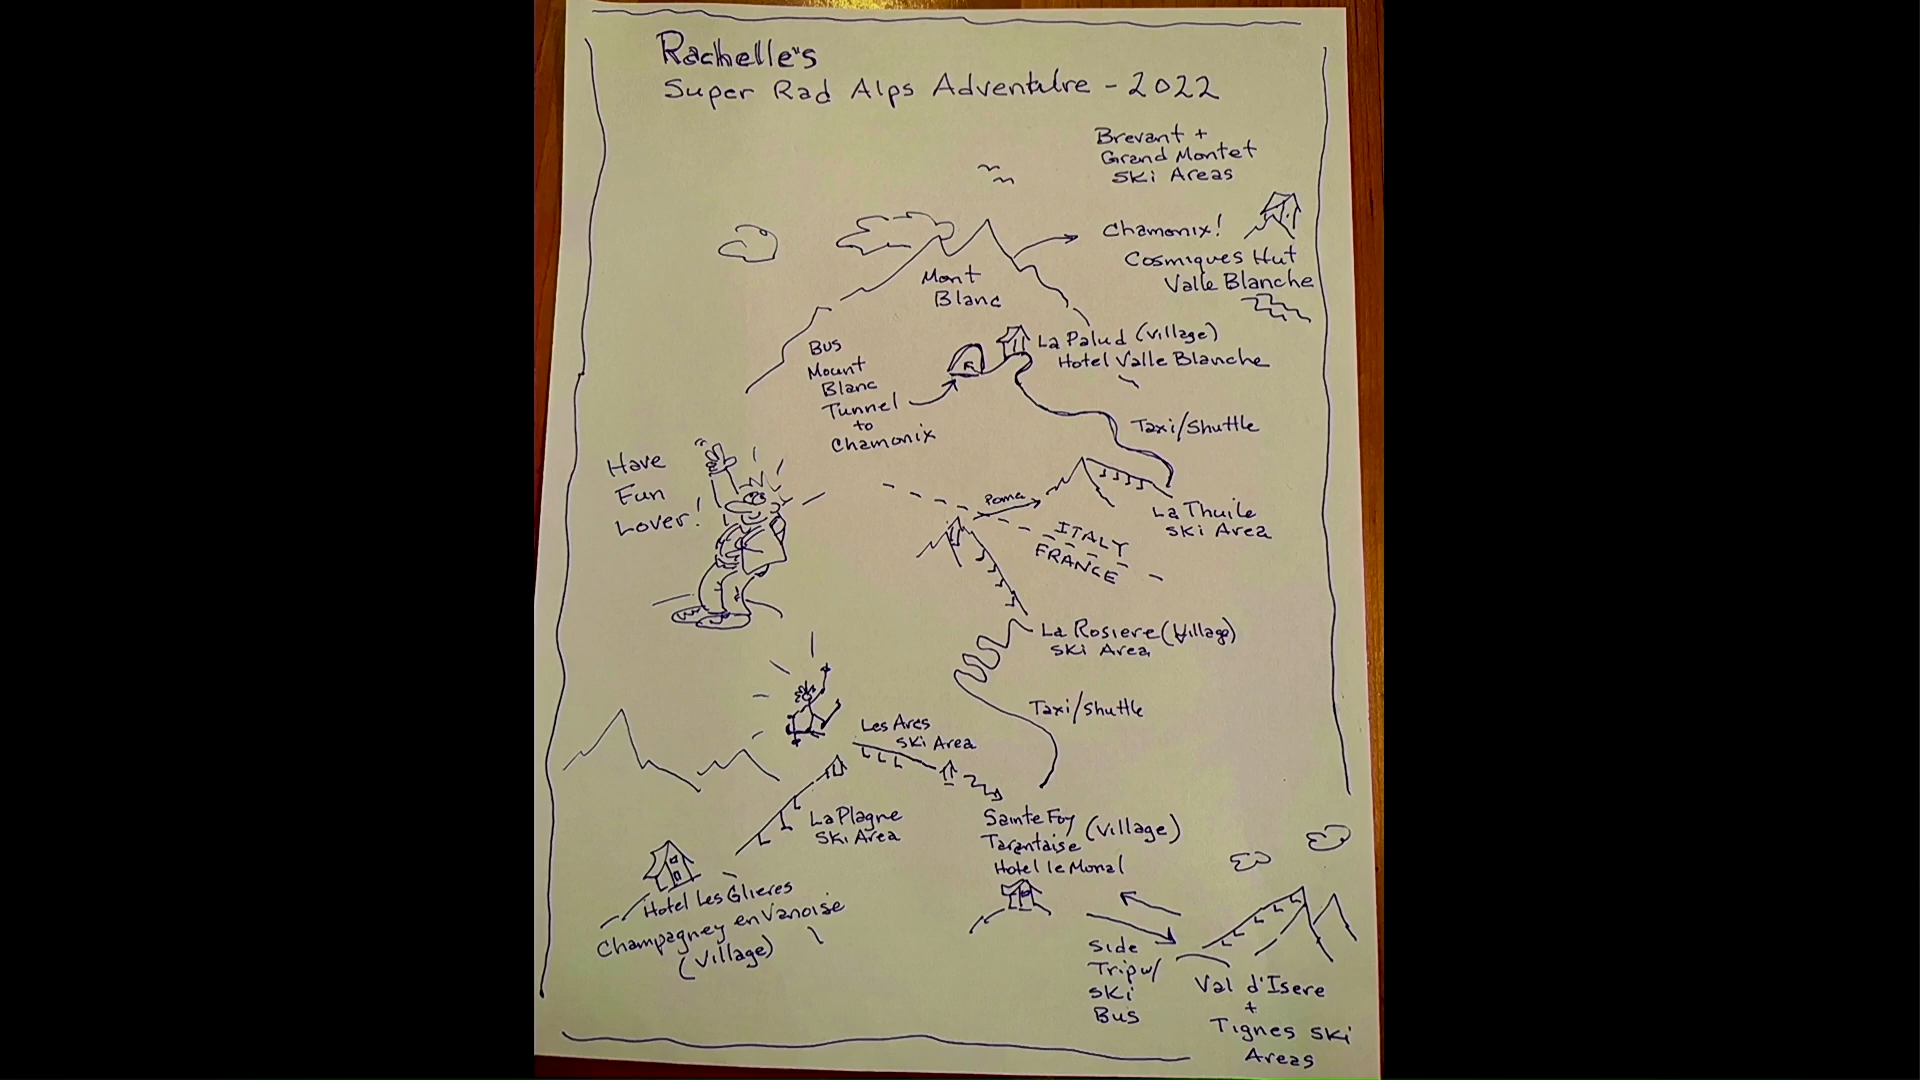 Rachelle's
Super Rad Alps Adventure - 2022
Brevant +
Grand Montet
Ski Areas
Chamonix!
Cosmiques Hut
Valle Blanche
Mont
Blanc
La Palud (Village)
Hotel Valle Blanche
Bus
Mount
Blanc
Tunnel
to
Chamonix
Taxi/Shuttle
Have
Fun
Lover!
Poma
La Thuile
Ski Area
ITALY
FRANCE
La Rosiere (Village)
Ski Area
Taxi/Shuttle
Les Arcs
Ski Area
La Plagne
Ski Area
Sainte Foy
Tarantaise (Village)
Hotel le Monal
Hotel Les Glieres
Champagney en Vanoise
(Village)
Side
Trip w/
Ski
Bus
Val d'Isere
+
Tignes Ski
Areas